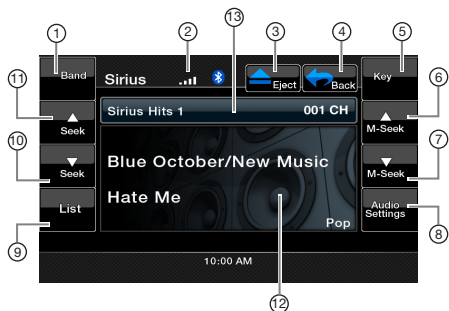 1 2 13 3 4 5
Band Sirius Eject Back Key
11 Sirius Hits 1 001 CH 6
Seek M-Seek
10 Blue October/New Music 7
Seek M-Seek
Hate Me
List Audio
Settings
9 Pop 8
10:00 AM
12